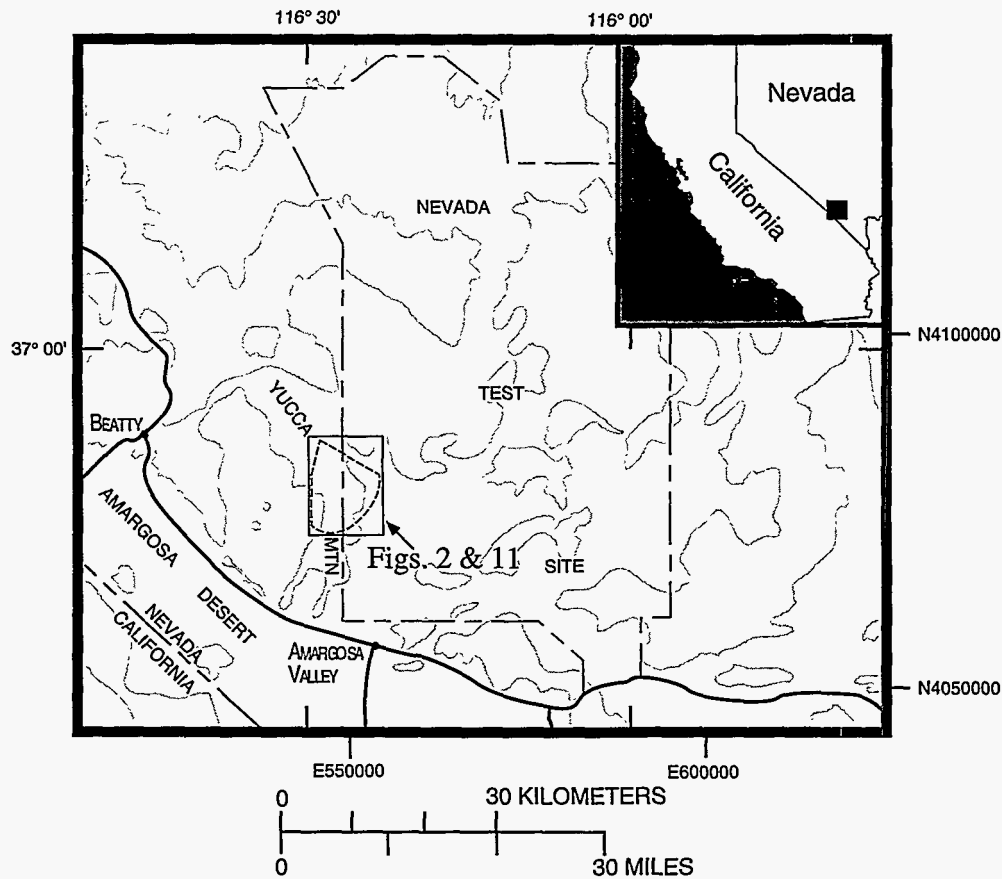 116° 30'
116° 00'
Nevada
California
NEVADA
37° 00'
N4100000
YUCCA
TEST
BEATTY
AMARGOSA
MTN
Figs. 2 & 11
SITE
DESERT
NEVADA
CALIFORNIA
AMARGOSA
VALLEY
N4050000
E550000
E600000
0
30 KILOMETERS
0
30 MILES